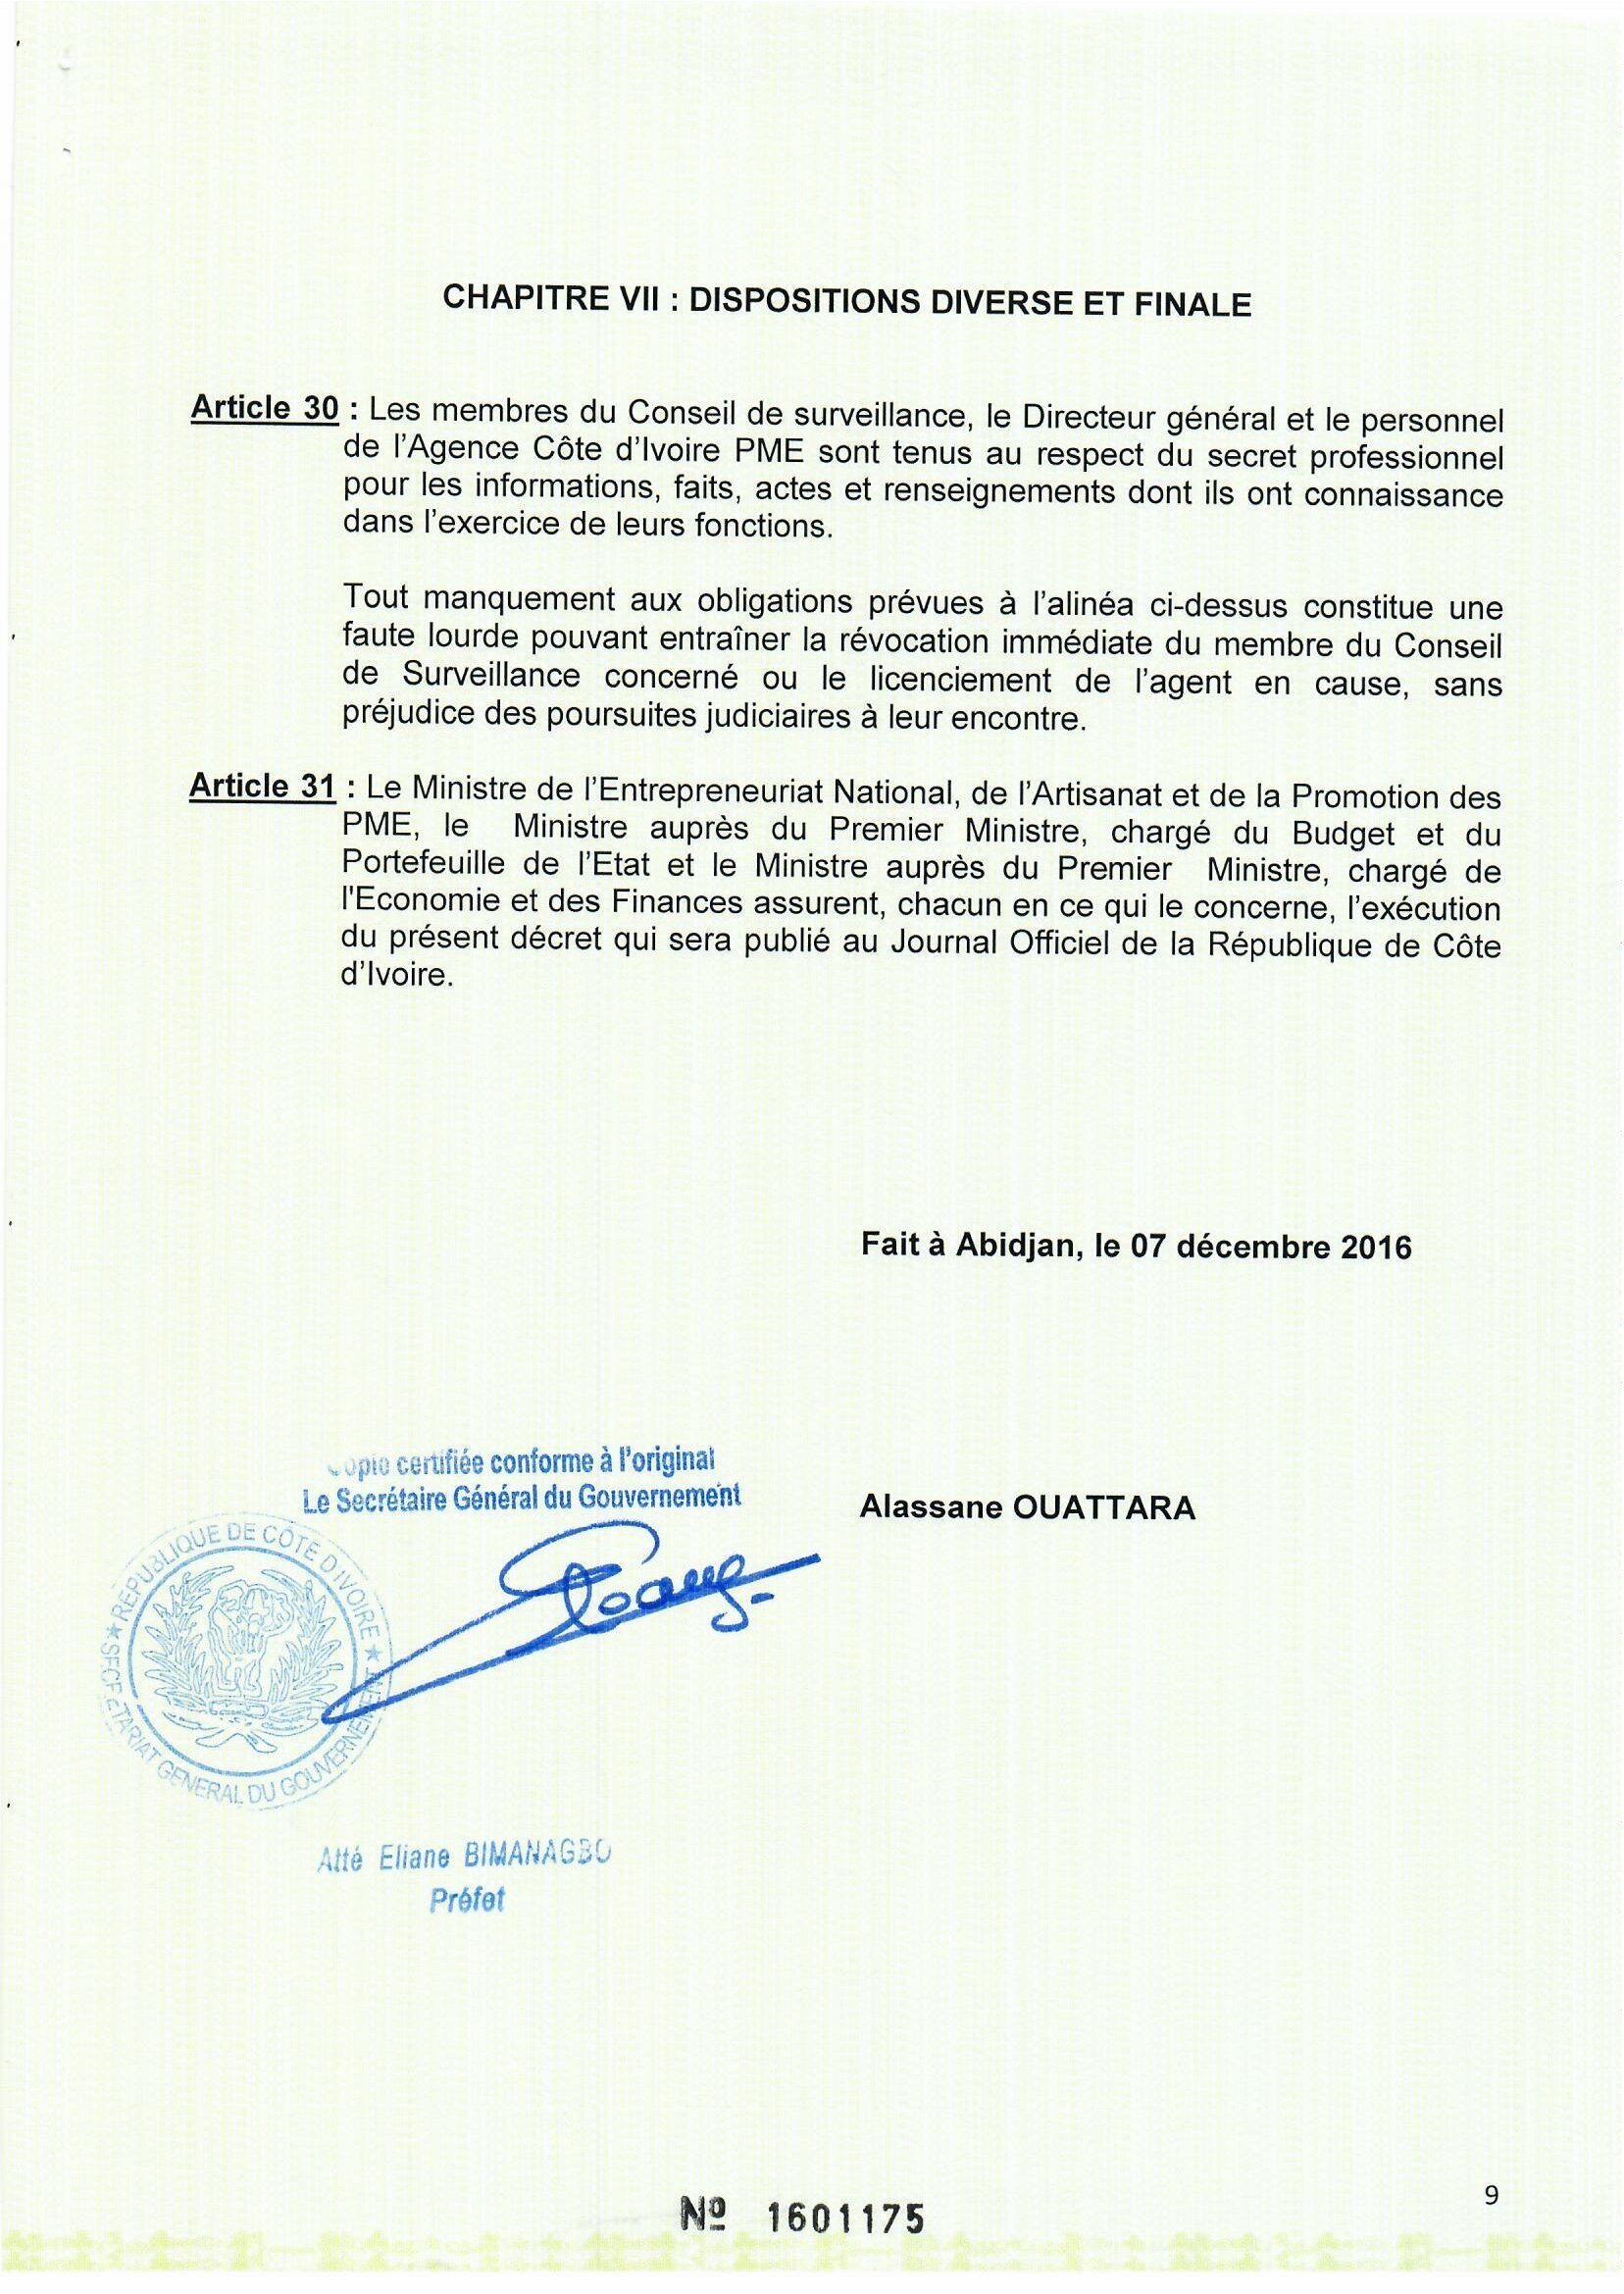 CHAPITRE VII : DISPOSITIONS DIVERSE ET FINALE
Article 30 : Les membres du Conseil de surveillance, le Directeur général et le personnel
de l’Agence Côte d’Ivoire PME sont tenus au respect du secret professionnel
pour les informations, faits, actes et renseignements dont ils ont connaissance
dans l’exercice de leurs fonctions.
Tout manquement aux obligations prévues à l’alinéa ci-dessus constitue une
faute lourde pouvant entraîner la révocation immédiate du membre du Conseil
de Surveillance concerné ou le licenciement de l’agent en cause, sans
préjudice des poursuites judiciaires à leur encontre.
Article 31 : Le Ministre de l’Entrepreneuriat National, de l’Artisanat et de la Promotion des
PME, le Ministre auprès du Premier Ministre, chargé du Budget et du
Portefeuille de l’Etat et le Ministre auprès du Premier Ministre, chargé de
l'Economie et des Finances assurent, chacun en ce qui le concerne, l’exécution
du présent décret qui sera publié au Journal Officiel de la République de Côte
d’Ivoire.
Fait à Abidjan, le 07 décembre 2016
Copie certifiée conforme à l’original
Le Secrétaire Général du Gouvernement
Alassane OUATTARA
REPUBLIQUE DE CÔTE D'IVOIRE
SECRETARIAT GENERAL DU GOUVERNEMENT
Atté Eliane BIMANAGBO
Préfet
9
Nº 1601175